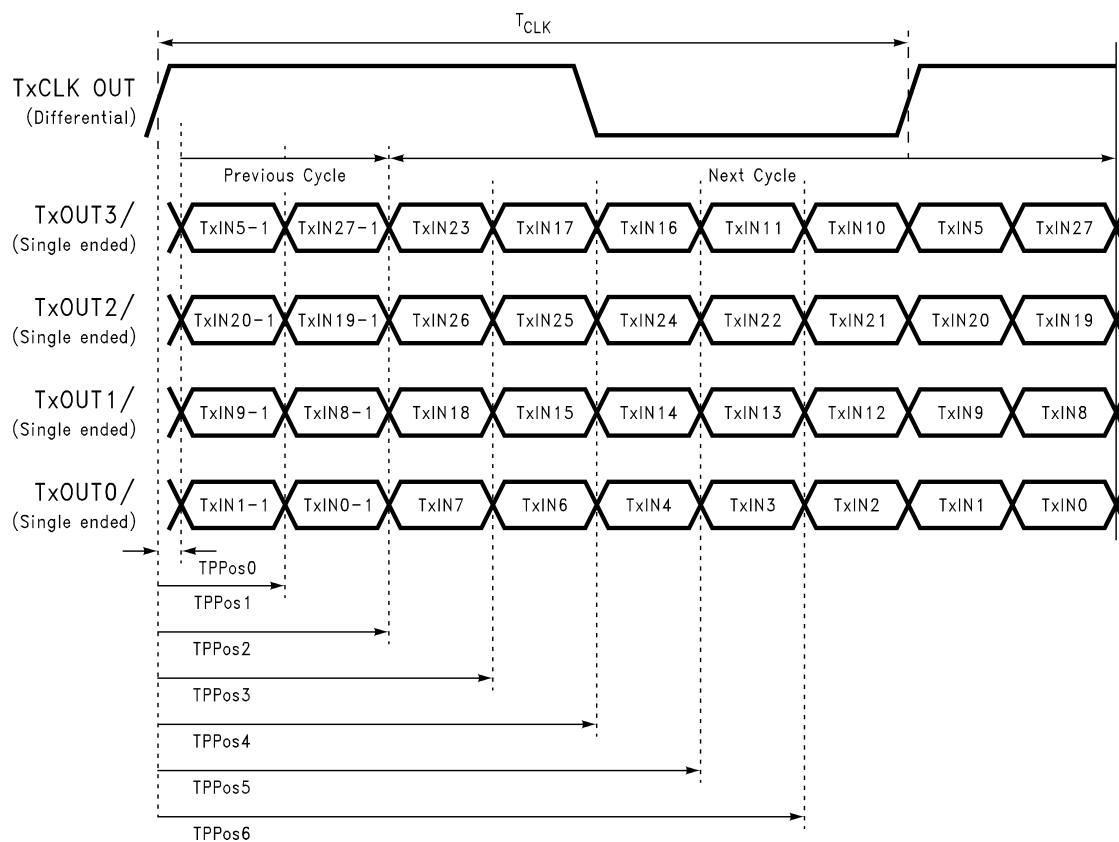 TCLK
TxCLK OUT
(Differential)
Previous Cycle
Next Cycle
TxOUT3/
(Single ended)
TxIN5-1 TxIN27-1 TxIN23 TxIN17 TxIN16 TxIN11 TxIN10 TxIN5 TxIN27
TxOUT2/
(Single ended)
TxIN20-1 TxIN19-1 TxIN26 TxIN25 TxIN24 TxIN22 TxIN21 TxIN20 TxIN19
TxOUT1/
(Single ended)
TxIN9-1 TxIN8-1 TxIN18 TxIN15 TxIN14 TxIN13 TxIN12 TxIN9 TxIN8
TxOUT0/
(Single ended)
TxIN1-1 TxIN0-1 TxIN7 TxIN6 TxIN4 TxIN3 TxIN2 TxIN1 TxIN0
TPPos0
TPPos1
TPPos2
TPPos3
TPPos4
TPPos5
TPPos6